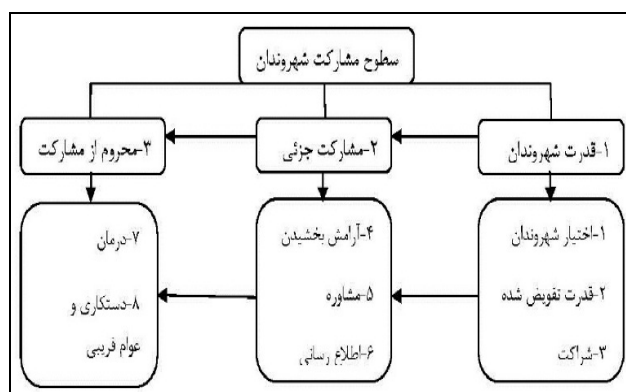 سطوح مشارکت شهروندان
۱-قدرت شهروندان
۲-مشارکت جزئی
۳-محروم از مشارکت
۱-اختیار شهروندان
۲-قدرت تفویض شده
۳-شراکت
۴-آرامش بخشیدن
۵-مشاوره
۶-اطلاع رسانی
۷-درمان
۸-دستکاری و
عوام فریبی